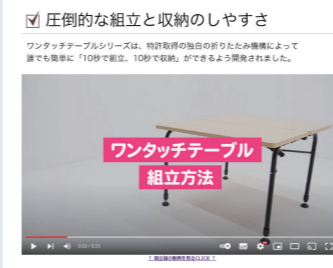 圧倒的な組立と収納のしやすさ
ワンタッチテーブルシリーズは、特許取得の独自の折りたたみ機構によって
誰でも簡単に「10秒で組立、10秒で収納」ができるよう開発されました。
ワンタッチテーブル
組立方法